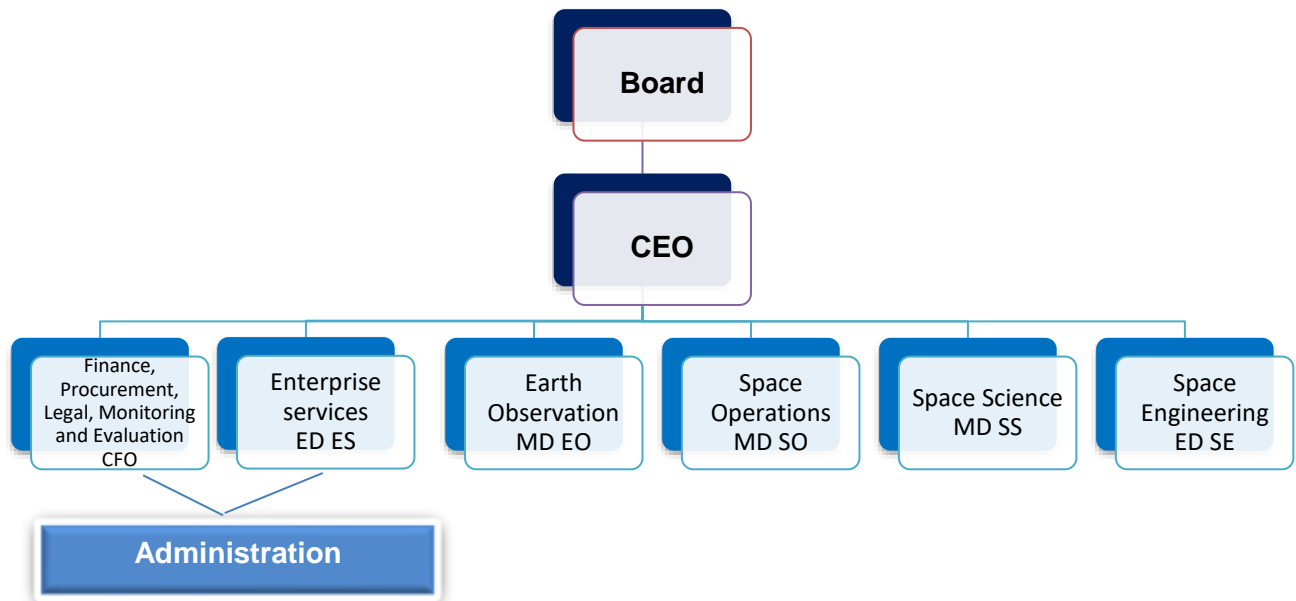 Board
CEO
Finance,
Procurement,
Legal, Monitoring
and Evaluation
CFO
Enterprise
services
ED ES
Earth
Observation
MD EO
Space
Operations
MD SO
Space Science
MD SS
Space
Engineering
ED SE
Administration